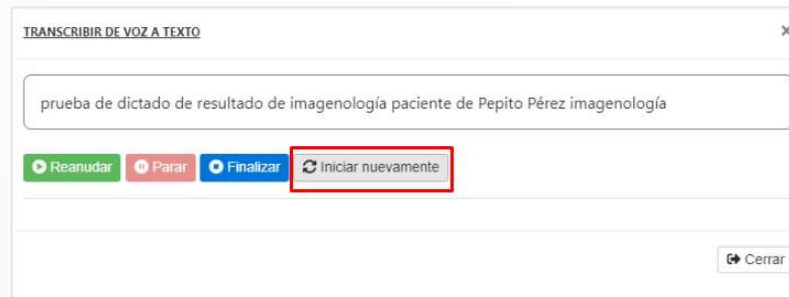 TRANSCRIBIR DE VOZ A TEXTO
prueba de dictado de resultado de imagenología paciente de Pepito Pérez imagenología
Reanudar Parar Finalizar Iniciar nuevamente
Cerrar